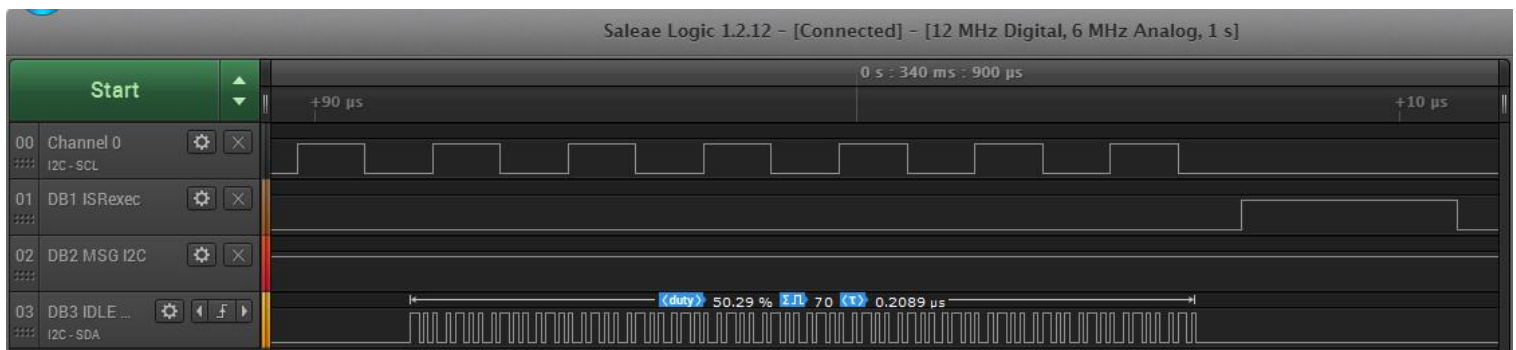 Saleae Logic 1.2.12 – [Connected] – [12 MHz Digital, 6 MHz Analog, 1 s]
Start
0 s : 340 ms : 900 µs
+90 µs
+10 µs
00 Channel 0
I2C - SCL
01 DB1 ISRexec
02 DB2 MSG I2C
03 DB3 IDLE ...
I2C - SDA
duty 50.29 % 70 0.2089 µs